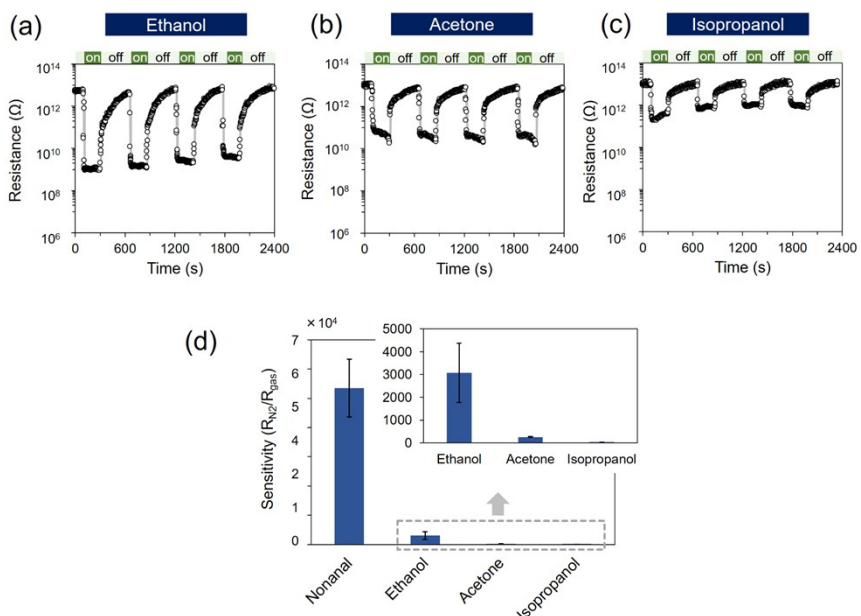 (a)
Ethanol
on off on off on off on off
10^14
10^12
10^10
10^8
10^6
Resistance (Ω)
0 600 1200 1800 2400
Time (s)
(b)
Acetone
on off on off on off on off
10^14
10^12
10^10
10^8
10^6
Resistance (Ω)
0 600 1200 1800 2400
Time (s)
(c)
Isopropanol
on off on off on off on off
10^14
10^12
10^10
10^8
10^6
Resistance (Ω)
0 600 1200 1800 2400
Time (s)
(d)
× 10^4
7
6
5
4
3
2
1
0
Sensitivity (R_N2/R_gas)
Nonanal
Ethanol
Acetone
Isopropanol
5000
4000
3000
2000
1000
0
Ethanol Acetone Isopropanol